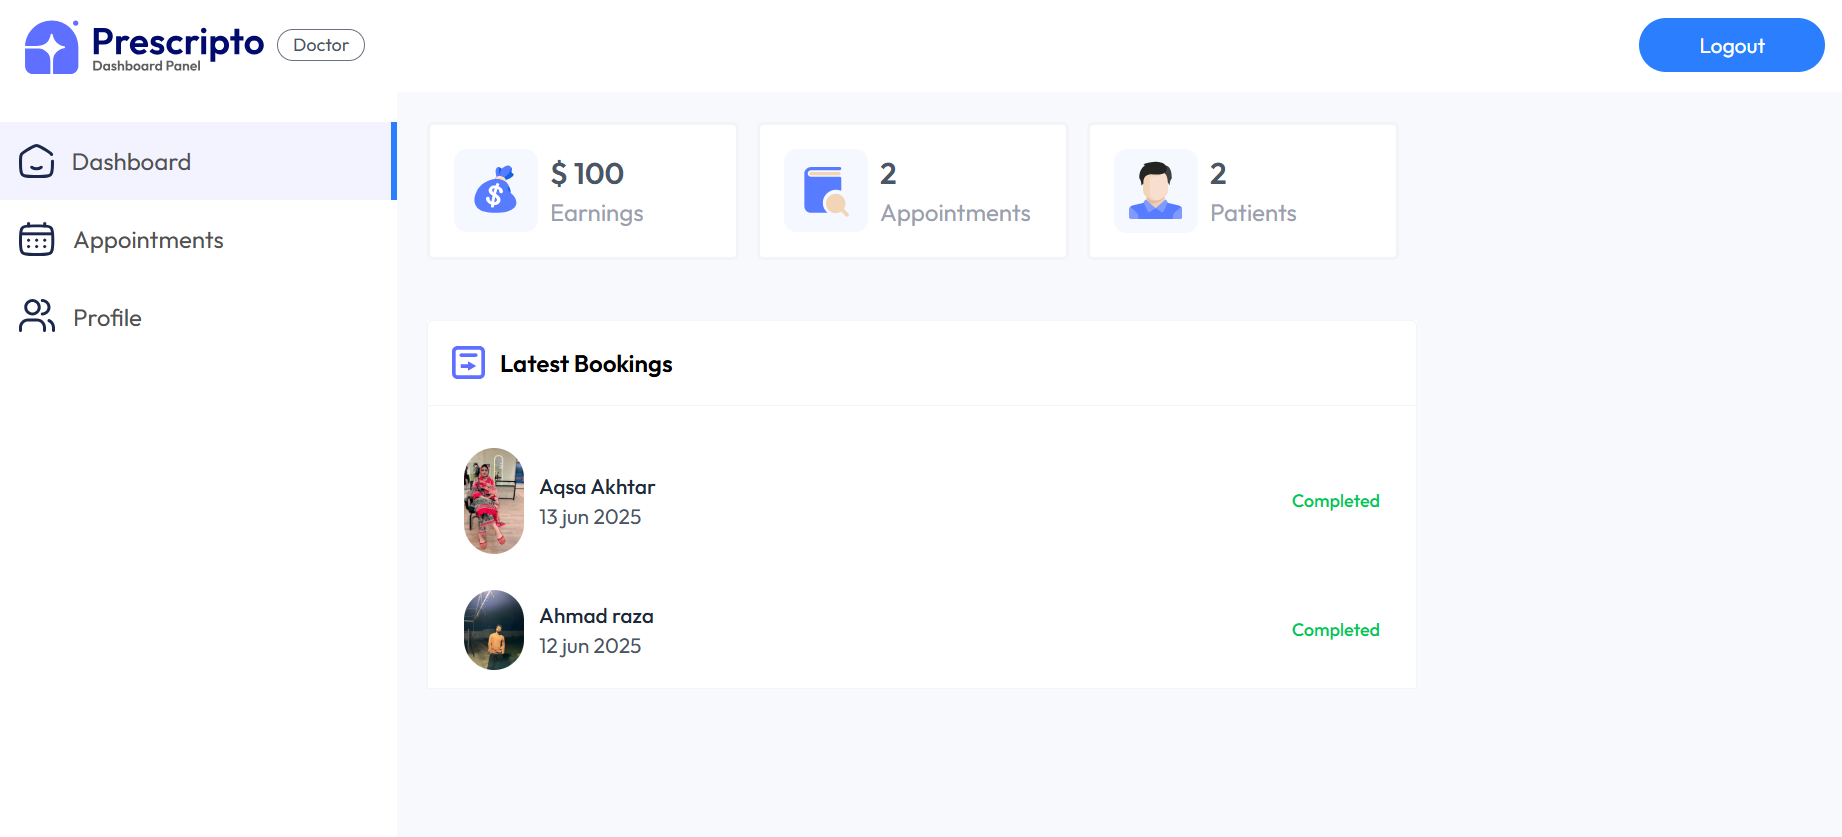 Prescripto
Dashboard Panel
Doctor
Logout
Dashboard
Appointments
Profile
$ 100
Earnings
2
Appointments
2
Patients
Latest Bookings
Aqsa Akhtar
13 jun 2025
Completed
Ahmad raza
12 jun 2025
Completed